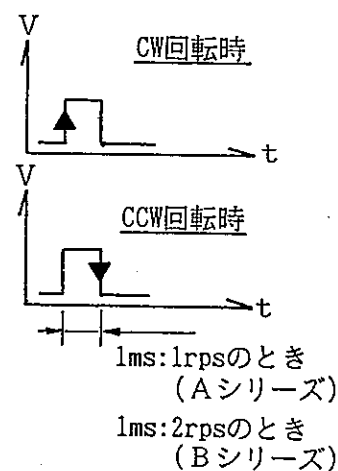 V
CW回転時
t
V
CCW回転時
t
1ms:1rpsのとき
(Aシリーズ)
1ms:2rpsのとき
(Bシリーズ)